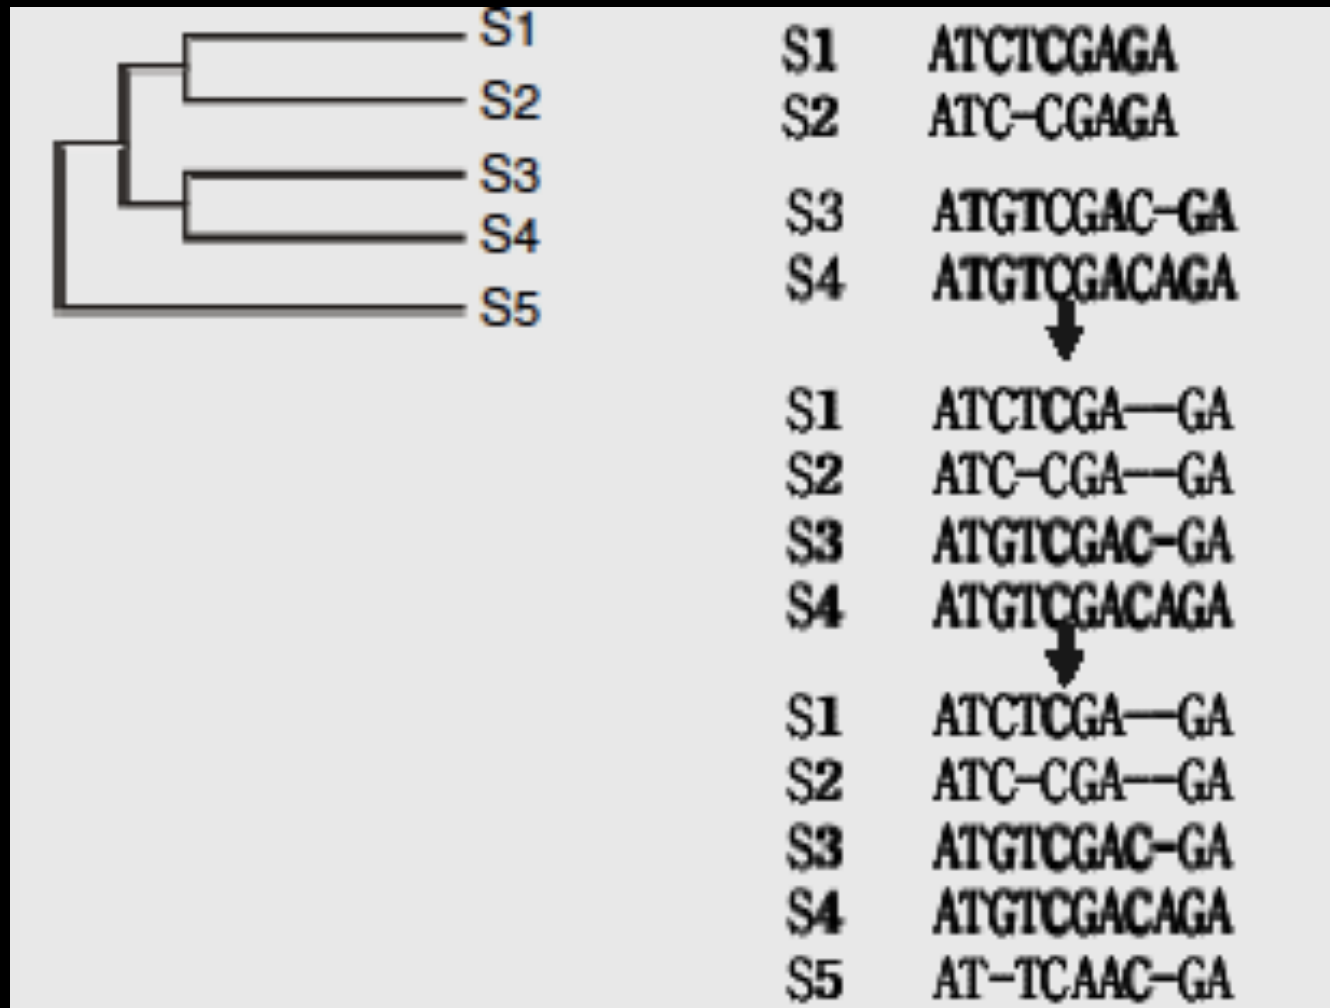 S1
S2
S3
S4
S5
S1 ATCTCGAGA
S2 ATC-CGAGA
S3 ATGTCGAC-GA
S4 ATGTCGACAGA
S1 ATCTCGA--GA
S2 ATC-CGA--GA
S3 ATGTCGAC-GA
S4 ATGTCGACAGA
S1 ATCTCGA--GA
S2 ATC-CGA--GA
S3 ATGTCGAC-GA
S4 ATGTCGACAGA
S5 AT-TCAAC-GA